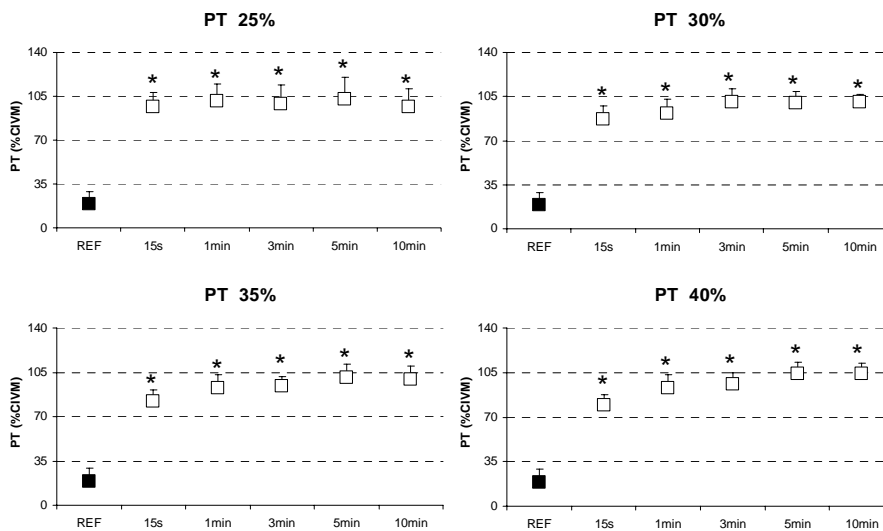 PT 25%
PT (%CIVM)
140
105
70
35
0
* * * * *
REF 15s 1min 3min 5min 10min
PT 30%
PT (%CIVM)
140
105
70
35
0
* * * * *
REF 15s 1min 3min 5min 10min
PT 35%
PT (%CIVM)
140
105
70
35
0
* * * * *
REF 15s 1min 3min 5min 10min
PT 40%
PT (%CIVM)
140
105
70
35
0
* * * * *
REF 15s 1min 3min 5min 10min